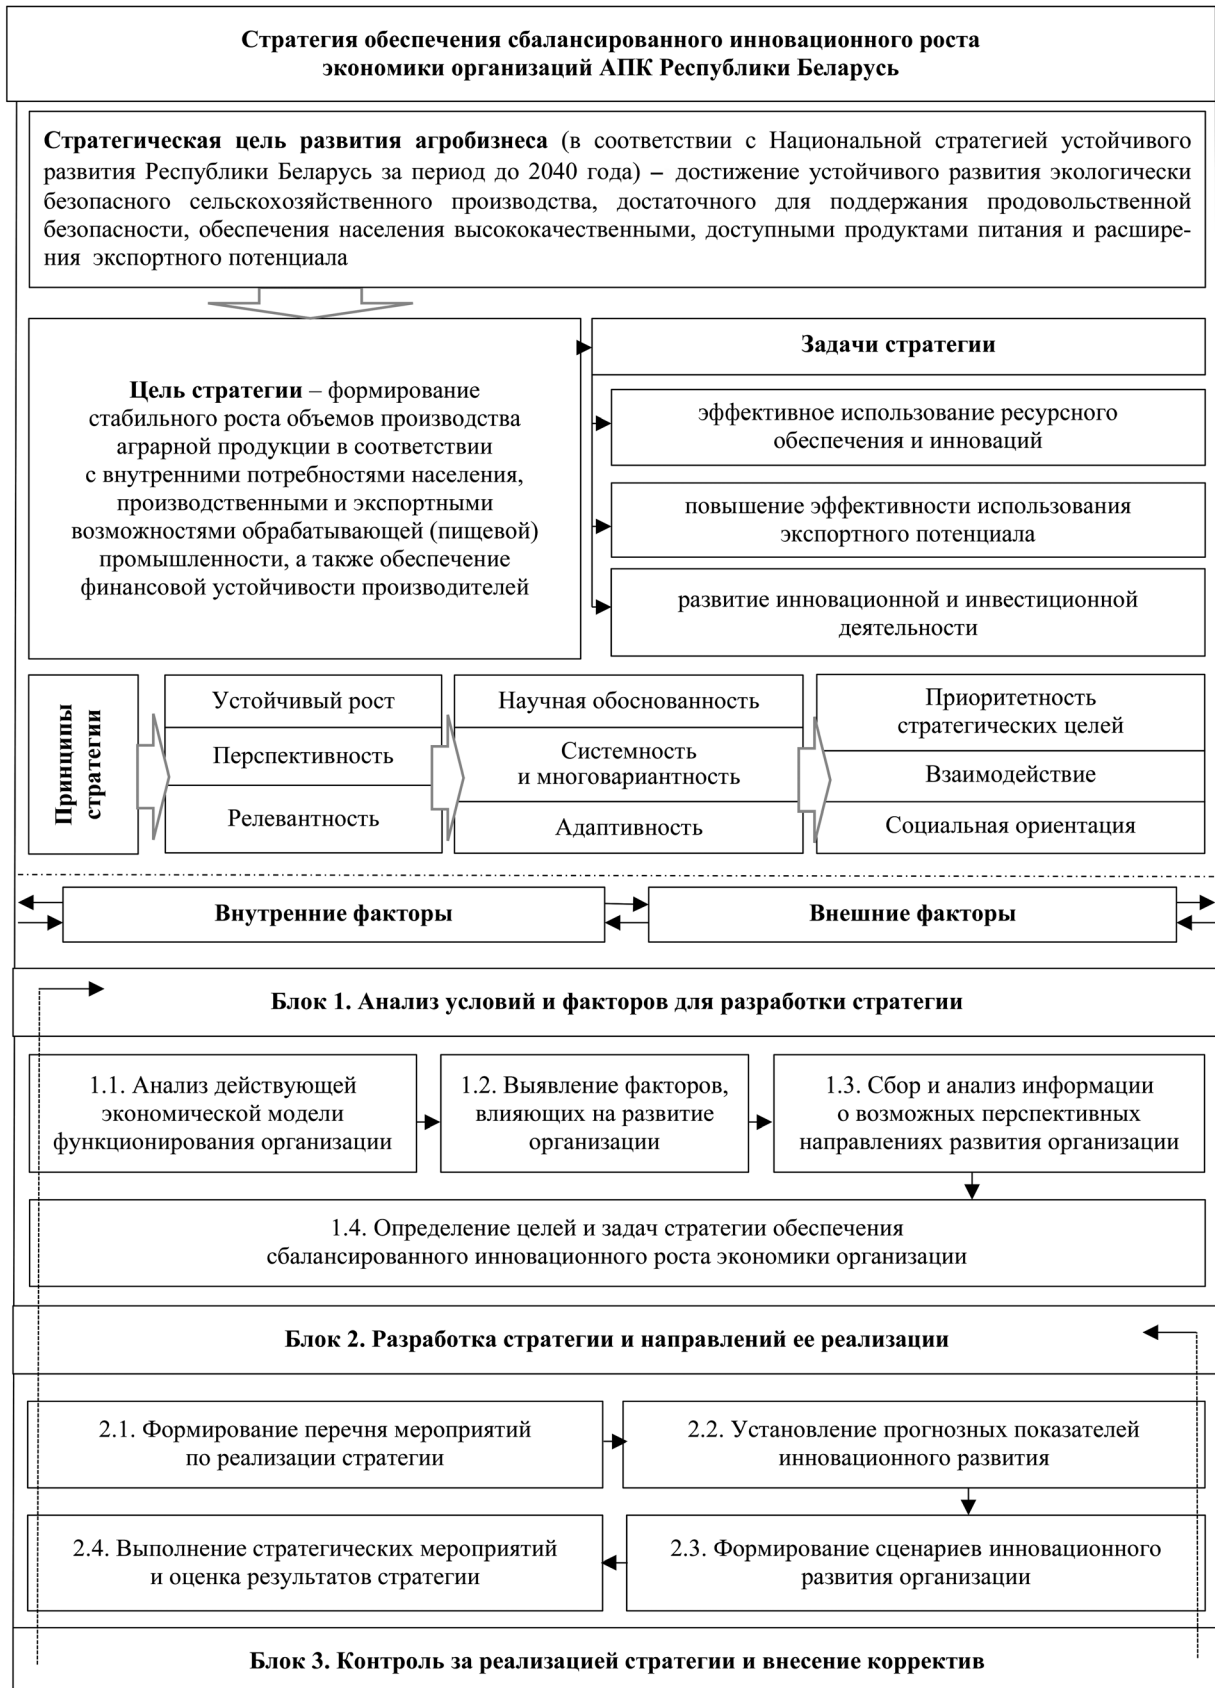 Стратегия обеспечения сбалансированного инновационного роста
экономики организаций АПК Республики Беларусь
Стратегическая цель развития агробизнеса (в соответствии с Национальной стратегией устойчивого
развития Республики Беларусь за период до 2040 года) – достижение устойчивого развития экологически
безопасного сельскохозяйственного производства, достаточного для поддержания продовольственной
безопасности, обеспечения населения высококачественными, доступными продуктами питания и расшире-
ния экспортного потенциала
Цель стратегии – формирование
стабильного роста объемов производства
аграрной продукции в соответствии
с внутренними потребностями населения,
производственными и экспортными
возможностями обрабатывающей (пищевой)
промышленности, а также обеспечение
финансовой устойчивости производителей
Задачи стратегии
эффективное использование ресурсного
обеспечения и инноваций
повышение эффективности использования
экспортного потенциала
развитие инновационной и инвестиционной
деятельности
Принципы
стратегии
Устойчивый рост
Перспективность
Релевантность
Научная обоснованность
Системность
и многовариантность
Адаптивность
Приоритетность
стратегических целей
Взаимодействие
Социальная ориентация
Внутренние факторы
Внешние факторы
Блок 1. Анализ условий и факторов для разработки стратегии
1.1. Анализ действующей
экономической модели
функционирования организации
1.2. Выявление факторов,
влияющих на развитие
организации
1.3. Сбор и анализ информации
о возможных перспективных
направлениях развития организации
1.4. Определение целей и задач стратегии обеспечения
сбалансированного инновационного роста экономики организации
Блок 2. Разработка стратегии и направлений ее реализации
2.1. Формирование перечня мероприятий
по реализации стратегии
2.2. Установление прогнозных показателей
инновационного развития
2.4. Выполнение стратегических мероприятий
и оценка результатов стратегии
2.3. Формирование сценариев инновационного
развития организации
Блок 3. Контроль за реализацией стратегии и внесение корректив